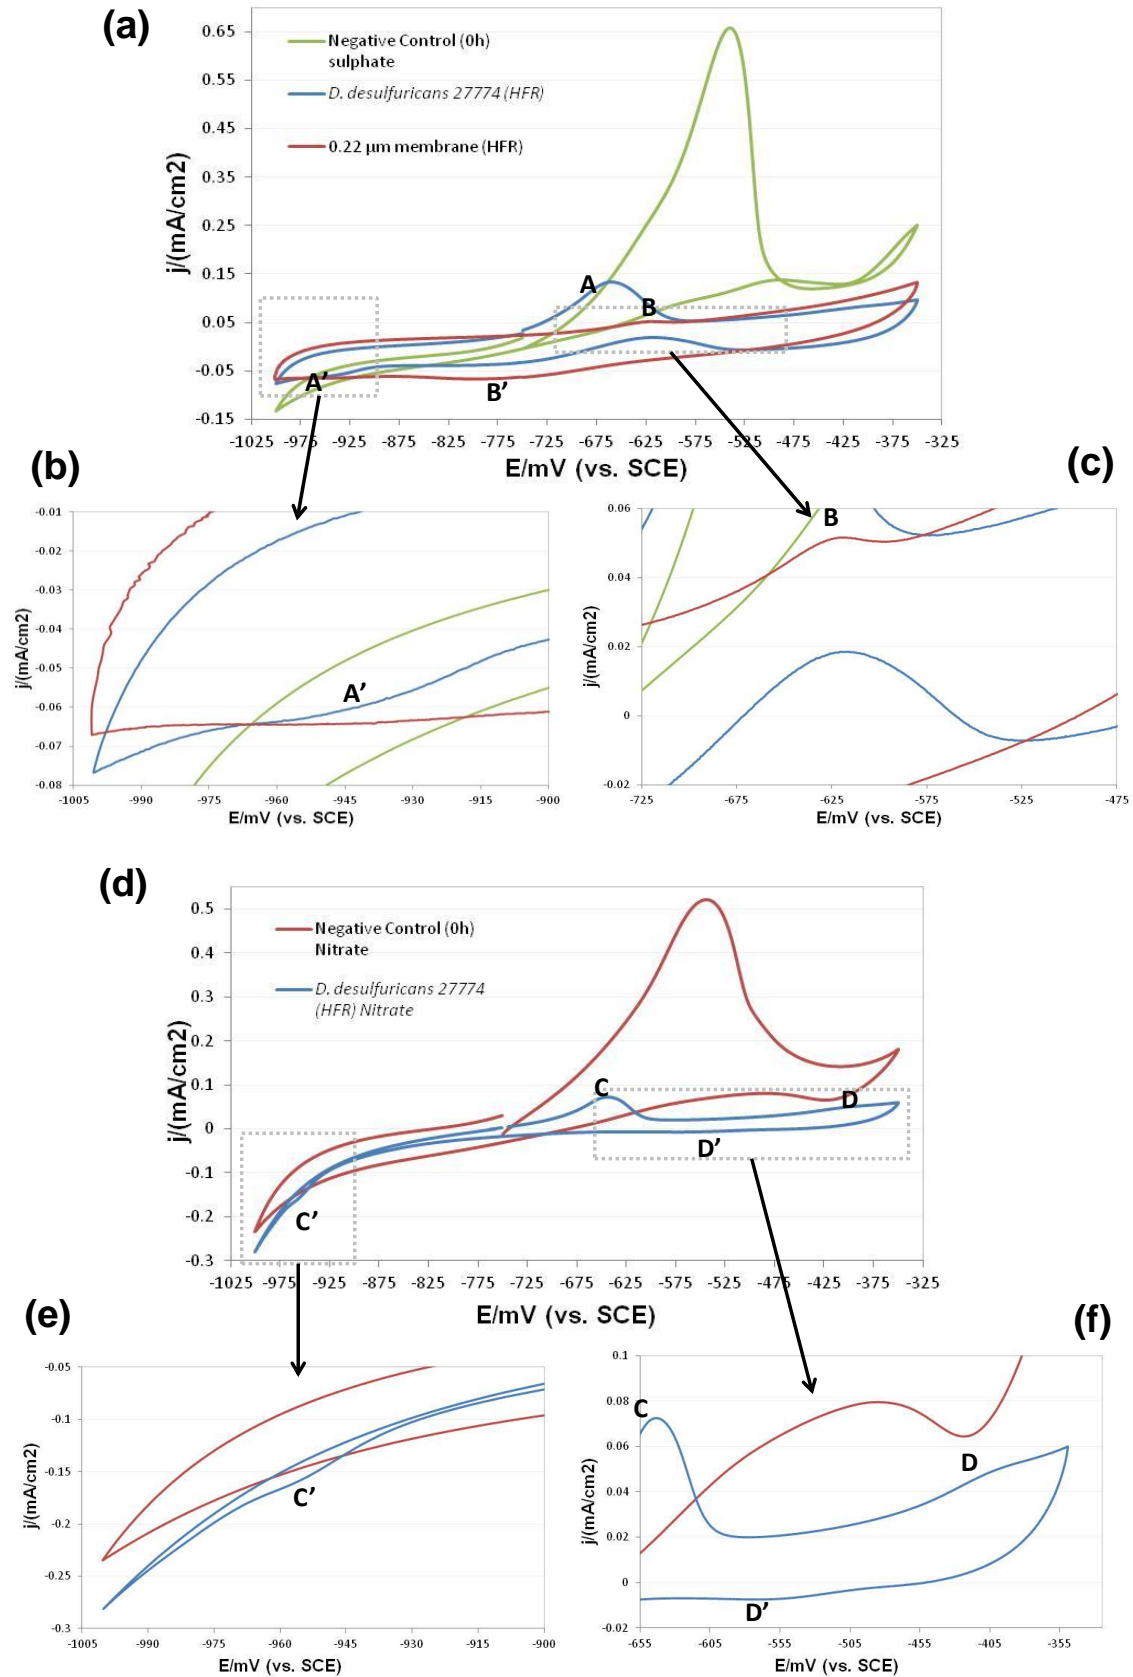 (a)
Negative Control (0h)
sulphate
D. desulfuricans 27774 (HFR)
0.22 µm membrane (HFR)
j/(mA/cm2)
0.65
0.55
0.45
0.35
0.25
0.15
0.05
-0.05
-0.15
A
B
A’
B’
-1025 -975 -925 -875 -825 -775 -725 -675 -625 -575 -525 -475 -425 -375 -325
E/mV (vs. SCE)
(b)
-0.01
-0.02
-0.03
-0.04
-0.05
-0.06
-0.07
-0.08
j/(mA/cm2)
A’
-1005 -990 -975 -960 -945 -930 -915 -900
E/mV (vs. SCE)
(c)
0.06
0.04
0.02
0
-0.02
j/(mA/cm2)
B
-725 -675 -625 -575 -525 -475
E/mV (vs. SCE)
(d)
Negative Control (0h)
Nitrate
D. desulfuricans 27774
(HFR) Nitrate
j/(mA/cm2)
0.5
0.4
0.3
0.2
0.1
0
-0.1
-0.2
-0.3
C
D
D’
C’
-1025 -975 -925 -875 -825 -775 -725 -675 -625 -575 -525 -475 -425 -375 -325
E/mV (vs. SCE)
(e)
-0.05
-0.1
-0.15
-0.2
-0.25
-0.3
j/(mA/cm2)
C’
-1005 -990 -975 -960 -945 -930 -915 -900
E/mV (vs. SCE)
(f)
0.1
0.08
0.06
0.04
0.02
0
-0.02
j/(mA/cm2)
C
D
D’
-655 -605 -555 -505 -455 -405 -355
E/mV (vs. SCE)